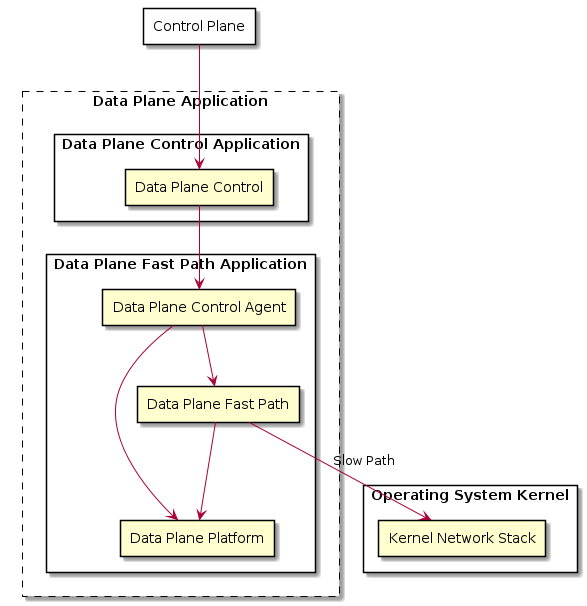 Control Plane
Data Plane Application
Data Plane Control Application
Data Plane Control
Data Plane Fast Path Application
Data Plane Control Agent
Data Plane Fast Path
Slow Path
Operating System Kernel
Data Plane Platform
Kernel Network Stack